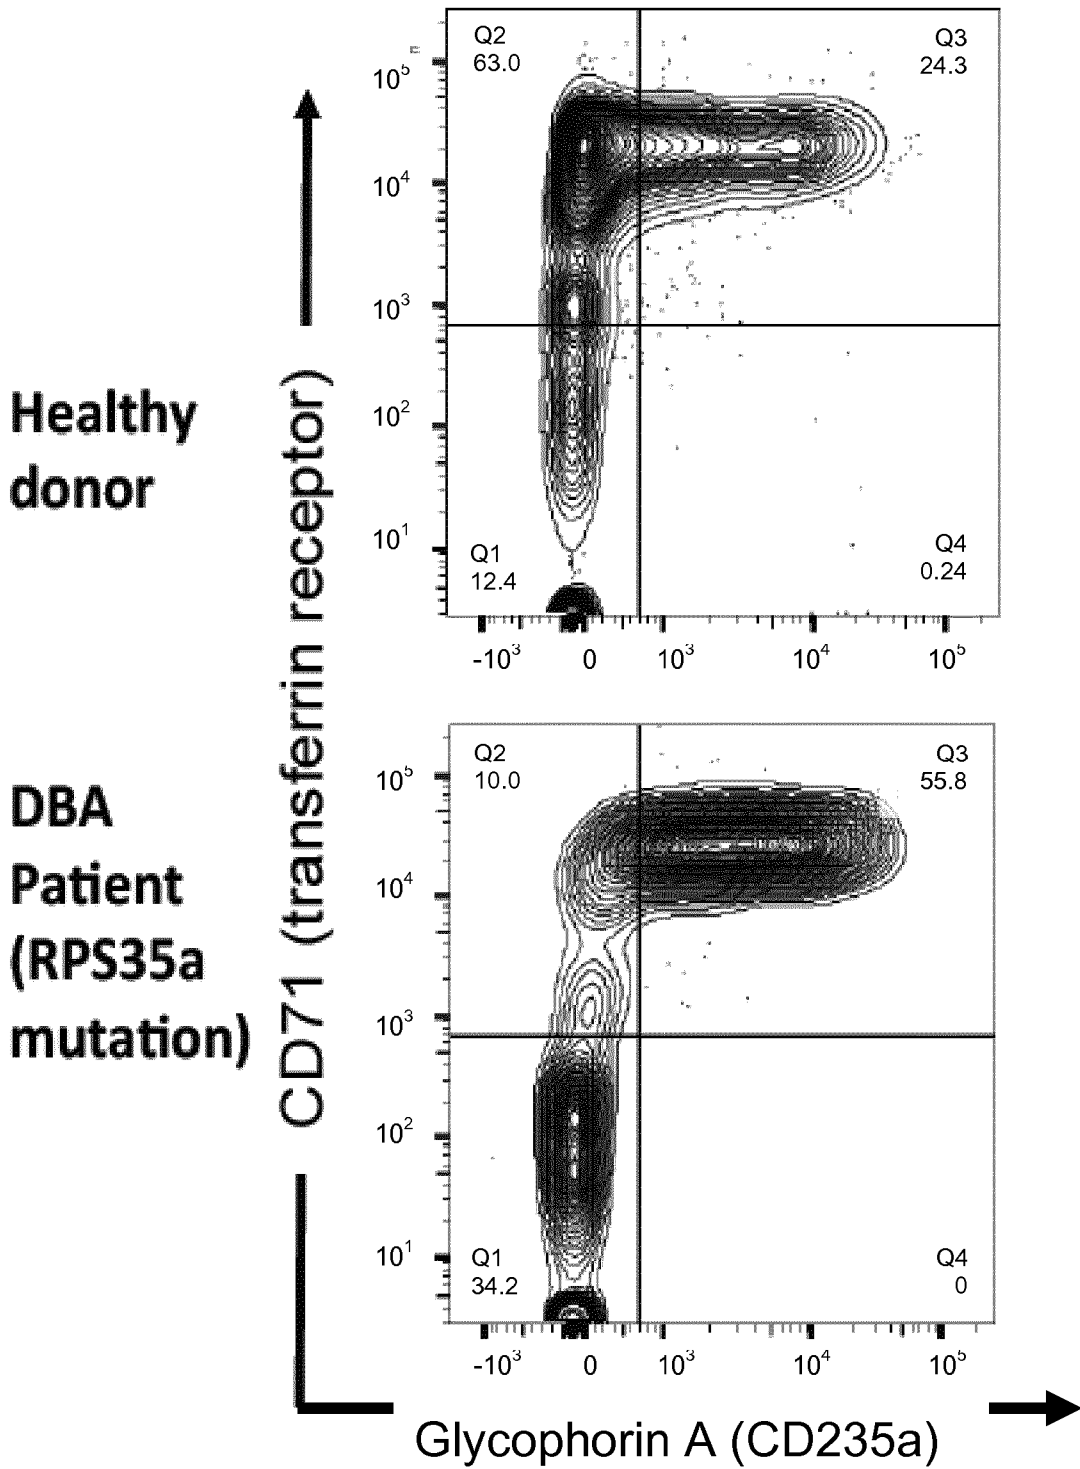 Healthy
donor
DBA
Patient
(RPS35a
mutation)
CD71 (transferrin receptor)
Q2
63.0
Q3
24.3
Q1
12.4
Q4
0.24
10⁵
10⁴
10³
10²
10¹
-10³ 0 10³ 10⁴ 10⁵
Q2
10.0
Q3
55.8
Q1
34.2
Q4
0
10⁵
10⁴
10³
10²
10¹
-10³ 0 10³ 10⁴ 10⁵
Glycophorin A (CD235a)